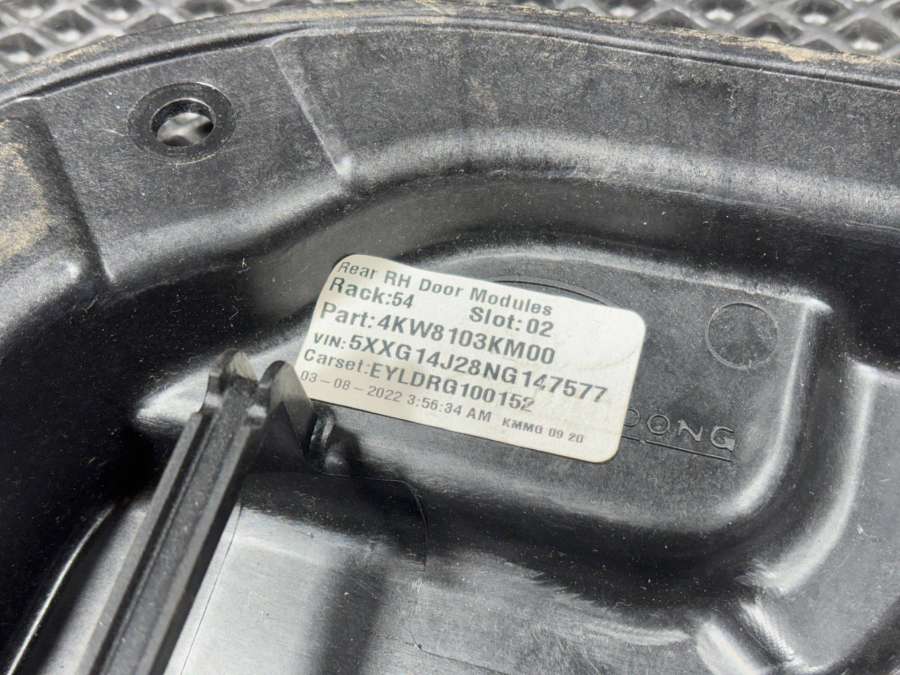 Rear RH Door Modules
Rack:54 Slot: 02
Part:4KW8103KM00
VIN:5XXG14J28NG147577
Carset:EYLDRG100152
03-08-2022 3:56:34 AM KMMG 09 20
DONG